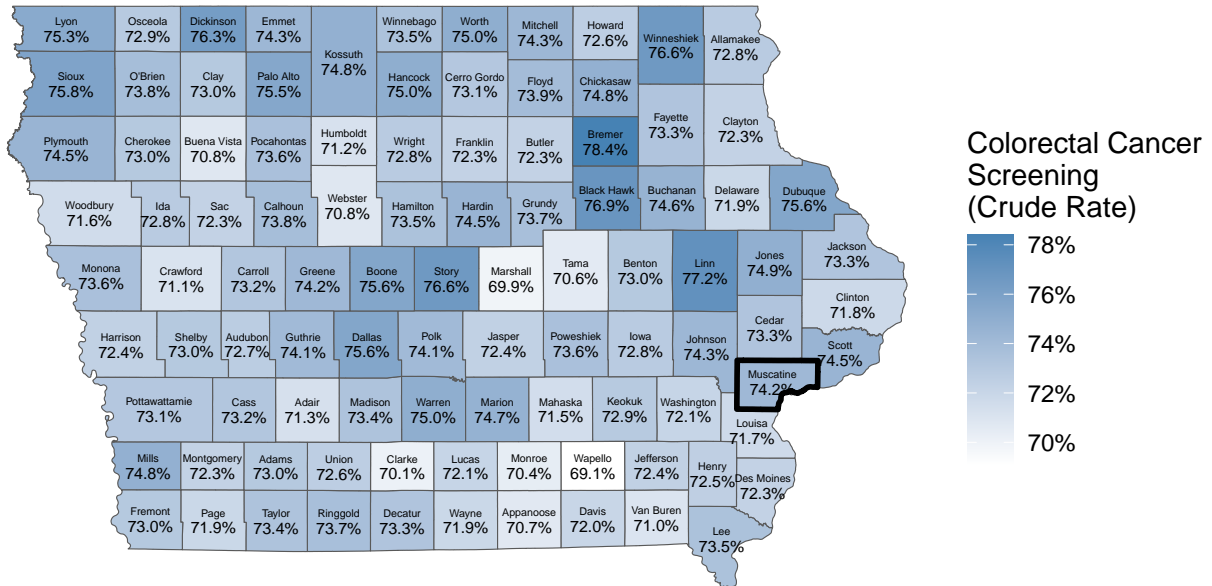 Lyon
75.3%
Osceola
72.9%
Dickinson
76.3%
Emmet
74.3%
Kossuth
74.8%
Winnebago
73.5%
Worth
75.0%
Mitchell
74.3%
Howard
72.6%
Winneshiek
76.6%
Allamakee
72.8%
Sioux
75.8%
O'Brien
73.8%
Clay
73.0%
Palo Alto
75.5%
Hancock
75.0%
Cerro Gordo
73.1%
Floyd
73.9%
Chickasaw
74.8%
Fayette
73.3%
Clayton
72.3%
Plymouth
74.5%
Cherokee
73.0%
Buena Vista
70.8%
Pocahontas
73.6%
Humboldt
71.2%
Wright
72.8%
Franklin
72.3%
Butler
72.3%
Bremer
78.4%
Woodbury
71.6%
Ida
72.8%
Sac
72.3%
Calhoun
73.8%
Webster
70.8%
Hamilton
73.5%
Hardin
74.5%
Grundy
73.7%
Black Hawk
76.9%
Buchanan
74.6%
Delaware
71.9%
Dubuque
75.6%
Monona
73.6%
Crawford
71.1%
Carroll
73.2%
Greene
74.2%
Boone
75.6%
Story
76.6%
Marshall
69.9%
Tama
70.6%
Benton
73.0%
Linn
77.2%
Jones
74.9%
Jackson
73.3%
Clinton
71.8%
Harrison
72.4%
Shelby
73.0%
Audubon
72.7%
Guthrie
74.1%
Dallas
75.6%
Polk
74.1%
Jasper
72.4%
Poweshiek
73.6%
Iowa
72.8%
Johnson
74.3%
Cedar
73.3%
Scott
74.5%
Muscatine
74.2%
Pottawattamie
73.1%
Cass
73.2%
Adair
71.3%
Madison
73.4%
Warren
75.0%
Marion
74.7%
Mahaska
71.5%
Keokuk
72.9%
Washington
72.1%
Louisa
71.7%
Mills
74.8%
Montgomery
72.3%
Adams
73.0%
Union
72.6%
Clarke
70.1%
Lucas
72.1%
Monroe
70.4%
Wapello
69.1%
Jefferson
72.4%
Henry
72.5%
Des Moines
72.3%
Fremont
73.0%
Page
71.9%
Taylor
73.4%
Ringgold
73.7%
Decatur
73.3%
Wayne
71.9%
Appanoose
70.7%
Davis
72.0%
Van Buren
71.0%
Lee
73.5%
Colorectal Cancer
Screening
(Crude Rate)
78%
76%
74%
72%
70%